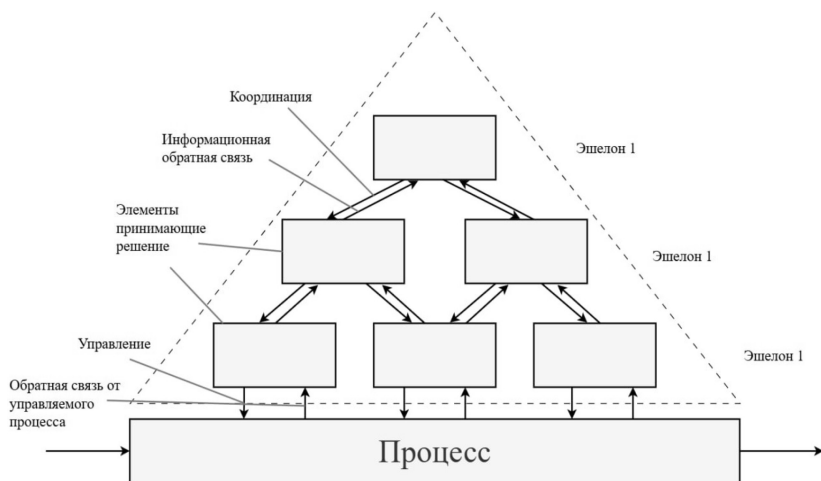 Координация
Информационная
обратная связь
Эшелон 1
Элементы
принимающие
решение
Эшелон 1
Управление
Эшелон 1
Обратная связь от
управляемого
процесса
Процесс